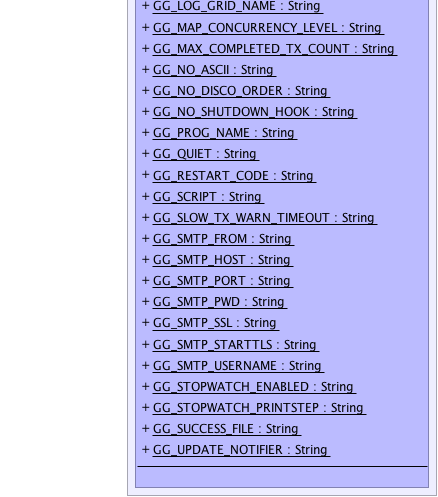 + GG_LOG_GRID_NAME : String
+ GG_MAP_CONCURRENCY_LEVEL : String
+ GG_MAX_COMPLETED_TX_COUNT : String
+ GG_NO_ASCII : String
+ GG_NO_DISCO_ORDER : String
+ GG_NO_SHUTDOWN_HOOK : String
+ GG_PROG_NAME : String
+ GG_QUIET : String
+ GG_RESTART_CODE : String
+ GG_SCRIPT : String
+ GG_SLOW_TX_WARN_TIMEOUT : String
+ GG_SMTP_FROM : String
+ GG_SMTP_HOST : String
+ GG_SMTP_PORT : String
+ GG_SMTP_PWD : String
+ GG_SMTP_SSL : String
+ GG_SMTP_STARTTLS : String
+ GG_SMTP_USERNAME : String
+ GG_STOPWATCH_ENABLED : String
+ GG_STOPWATCH_PRINTSTEP : String
+ GG_SUCCESS_FILE : String
+ GG_UPDATE_NOTIFIER : String